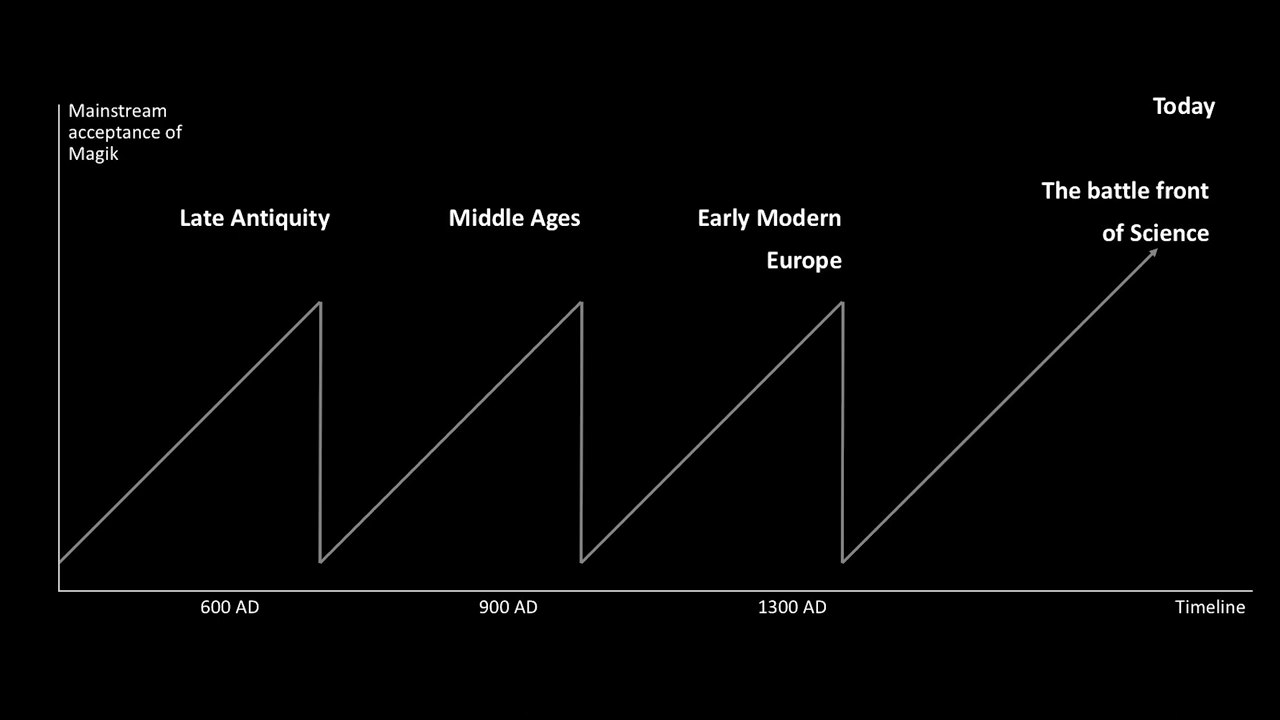 Mainstream
acceptance of
Magik
Today
The battle front
of Science
Late Antiquity
Middle Ages
Early Modern
Europe
600 AD
900 AD
1300 AD
Timeline